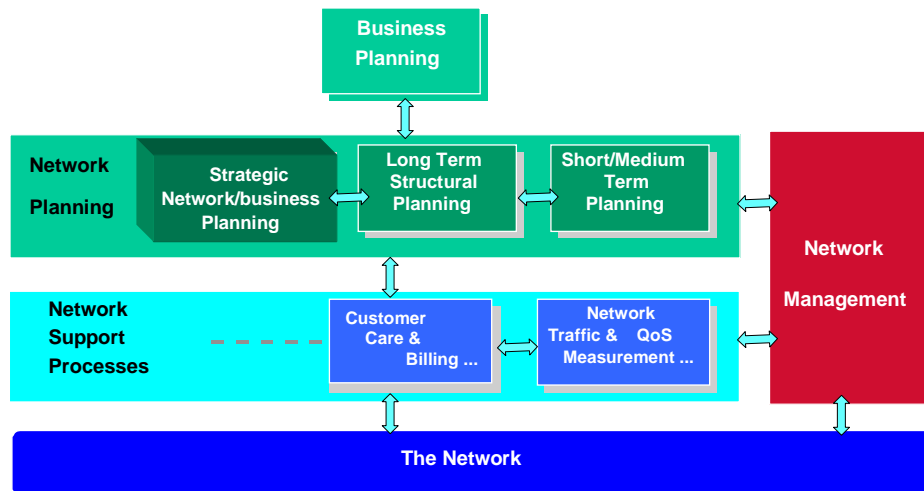 Business
Planning
Network
Planning
Strategic
Network/business
Planning
Long Term
Structural
Planning
Short/Medium
Term
Planning
Network
Management
Network
Support
Processes
Customer
Care &
Billing ...
Network
Traffic & QoS
Measurement ...
The Network